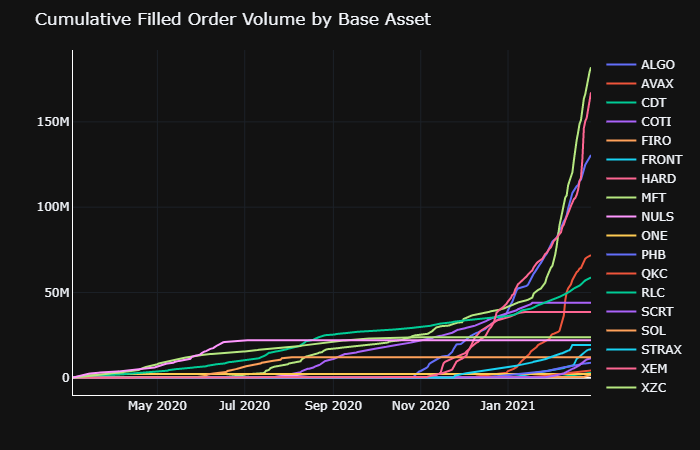 Cumulative Filled Order Volume by Base Asset
150M
100M
50M
0
May 2020
Jul 2020
Sep 2020
Nov 2020
Jan 2021
ALGO
AVAX
CDT
COTI
FIRO
FRONT
HARD
MFT
NULS
ONE
PHB
QKC
RLC
SCRT
SOL
STRAX
XEM
XZC